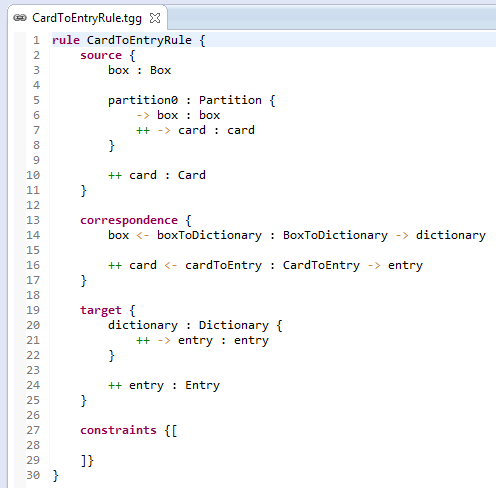 CardToEntryRule.tgg
1 rule CardToEntryRule {
2 source {
3 box : Box
4
5 partition0 : Partition {
6 -> box : box
7 ++ -> card : card
8 }
9
10 ++ card : Card
11 }
12
13 correspondence {
14 box <- boxToDictionary : BoxToDictionary -> dictionary
15
16 ++ card <- cardToEntry : CardToEntry -> entry
17 }
18
19 target {
20 dictionary : Dictionary {
21 ++ -> entry : entry
22 }
23
24 ++ entry : Entry
25 }
26
27 constraints {[
28
29 ]}
30 }